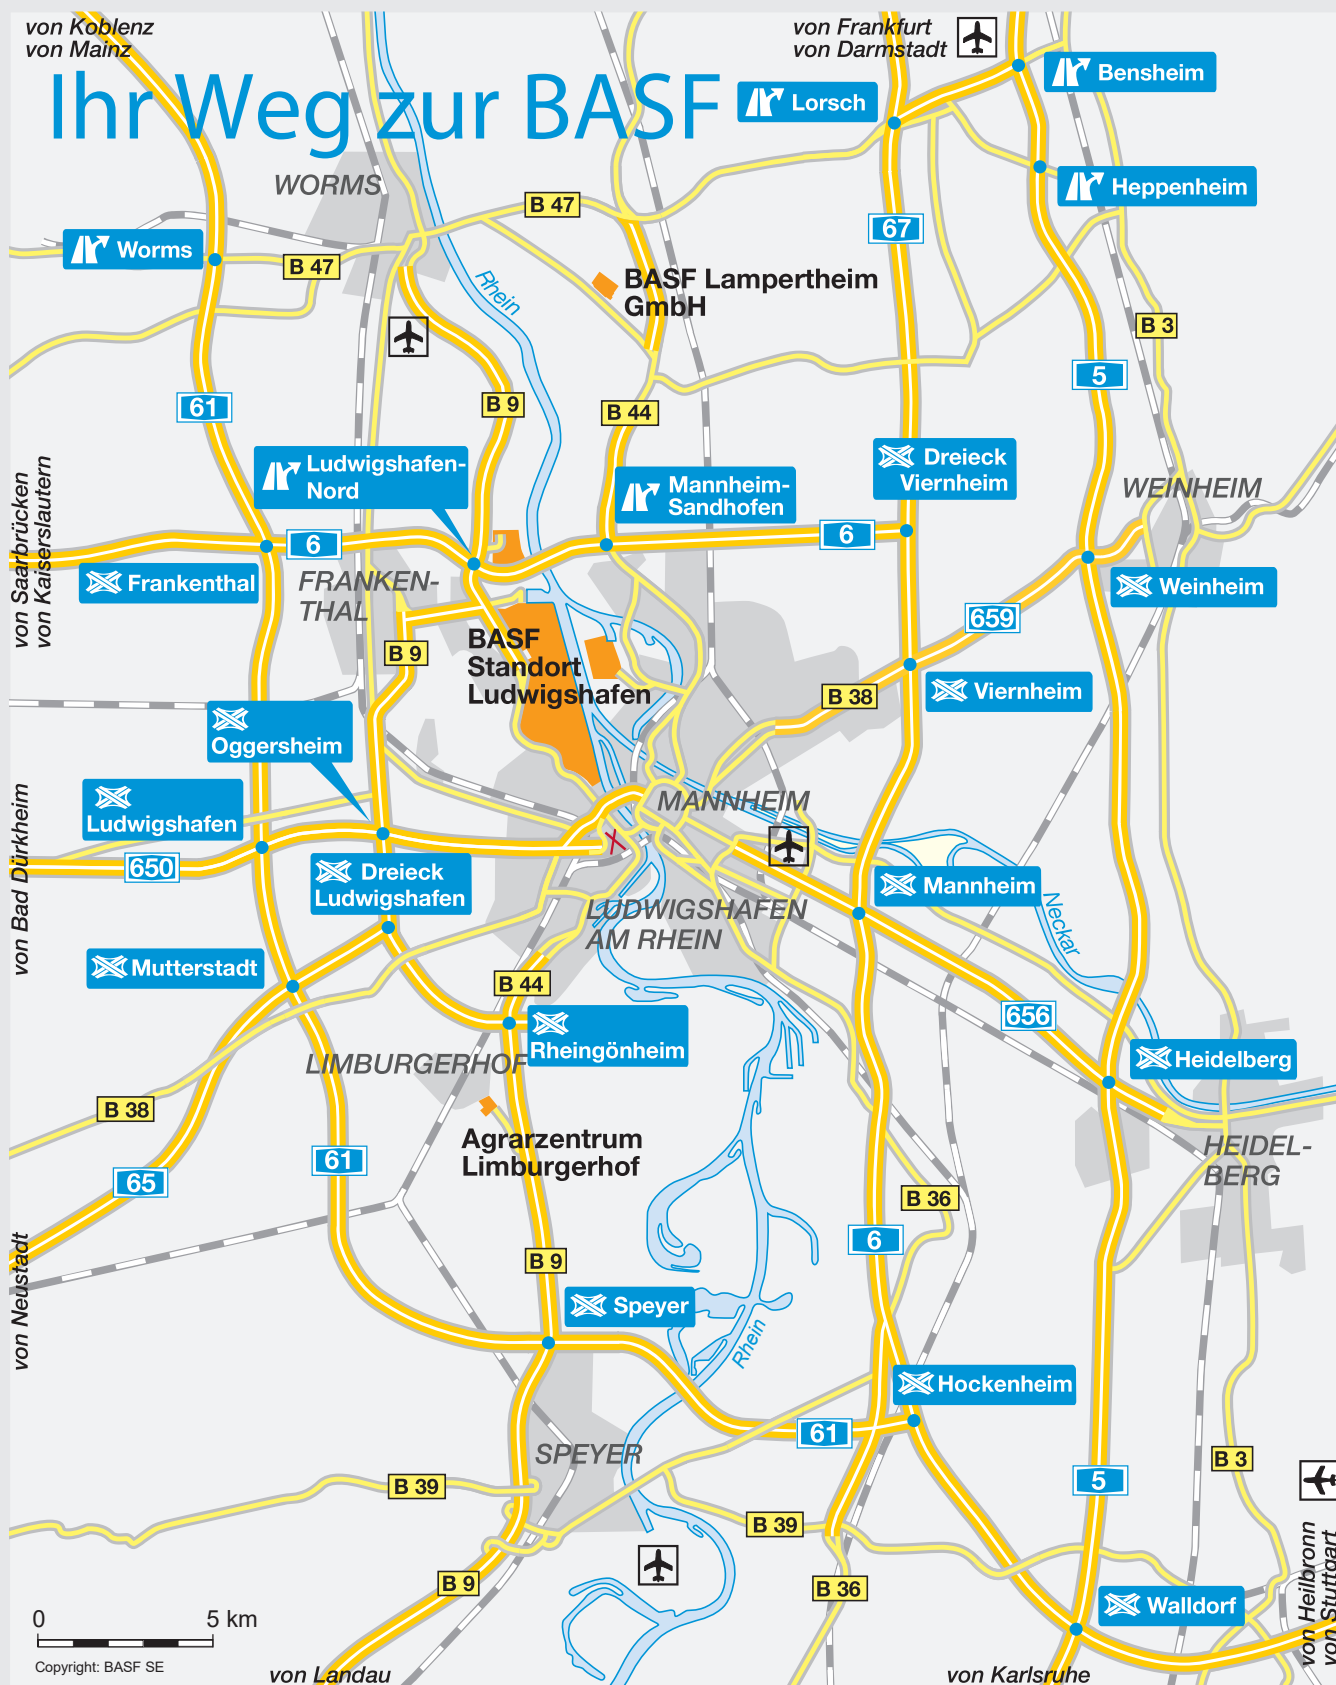 von Koblenz
von Mainz
von Frankfurt
von Darmstadt
Ihr Weg zur BASF
Bensheim
Lorsch
WORMS
Heppenheim
B 47
67
Worms
B 47
Rhein
BASF Lampertheim
GmbH
B 3
5
61
B 9
B 44
Ludwigshafen-
Nord
Mannheim-
Sandhofen
Dreieck
Viernheim
WEINHEIM
von Saarbrücken
von Kaiserslautern
6
6
Frankenthal
FRANKEN-
THAL
Weinheim
659
BASF
Standort
Ludwigshafen
B 9
B 38
Viernheim
Oggersheim
Ludwigshafen
MANNHEIM
von Bad Dürkheim
650
Dreieck
Ludwigshafen
Mannheim
LUDWIGSHAFEN
AM RHEIN
Neckar
Mutterstadt
B 44
656
Rheingönheim
LIMBURGERHOF
Heidelberg
B 38
Agrarzentrum
Limburgerhof
HEIDEL-
BERG
61
65
B 36
6
von Neustadt
B 9
Speyer
Rhein
Hockenheim
61
SPEYER
B 39
B 3
5
B 39
B 9
B 36
von Heilbronn
von Stuttgart
Walldorf
0 5 km
Copyright: BASF SE
von Landau
von Karlsruhe